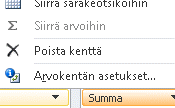 Siirrä sarakeotsikoihin
Siirrä arvoihin
Poista kenttä
Arvokentän asetukset...
Summa